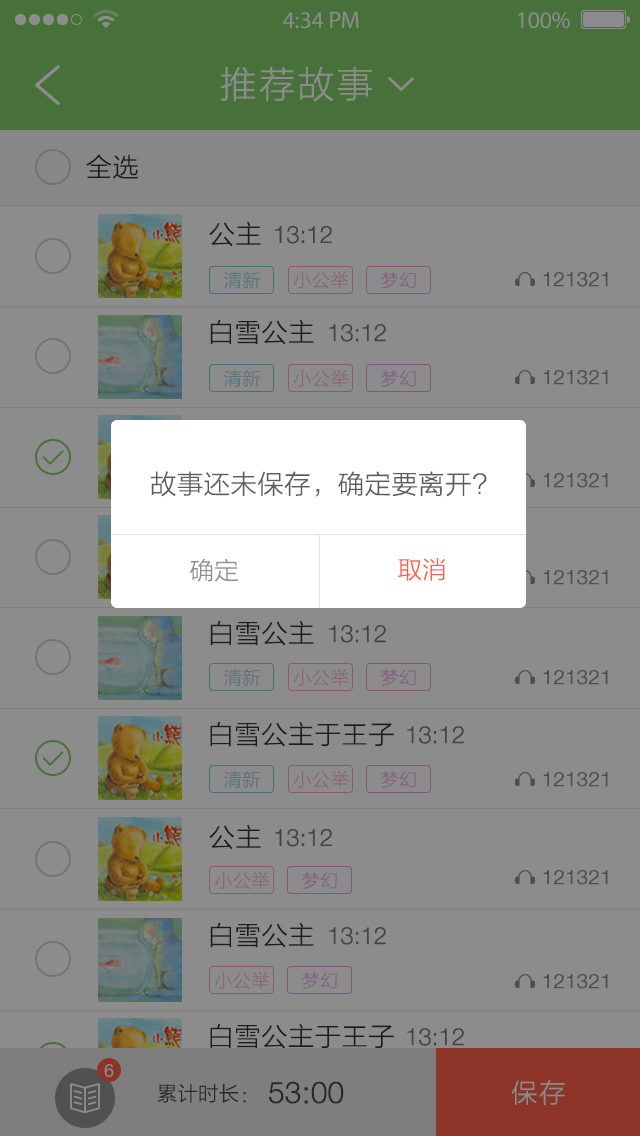 4:34 PM 100%
推荐故事
全选
小熊
公主 13:12
清新 小公举 梦幻 121321
白雪公主 13:12
清新 小公举 梦幻 121321
121321
故事还未保存，确定要离开?
确定 取消
121321
白雪公主 13:12
清新 小公举 梦幻 121321
小熊
白雪公主于王子 13:12
清新 小公举 梦幻 121321
小熊
公主 13:12
小公举 梦幻 121321
白雪公主 13:12
小公举 梦幻 121321
小熊
白雪公主于王子 13:12
6
累计时长： 53:00
保存